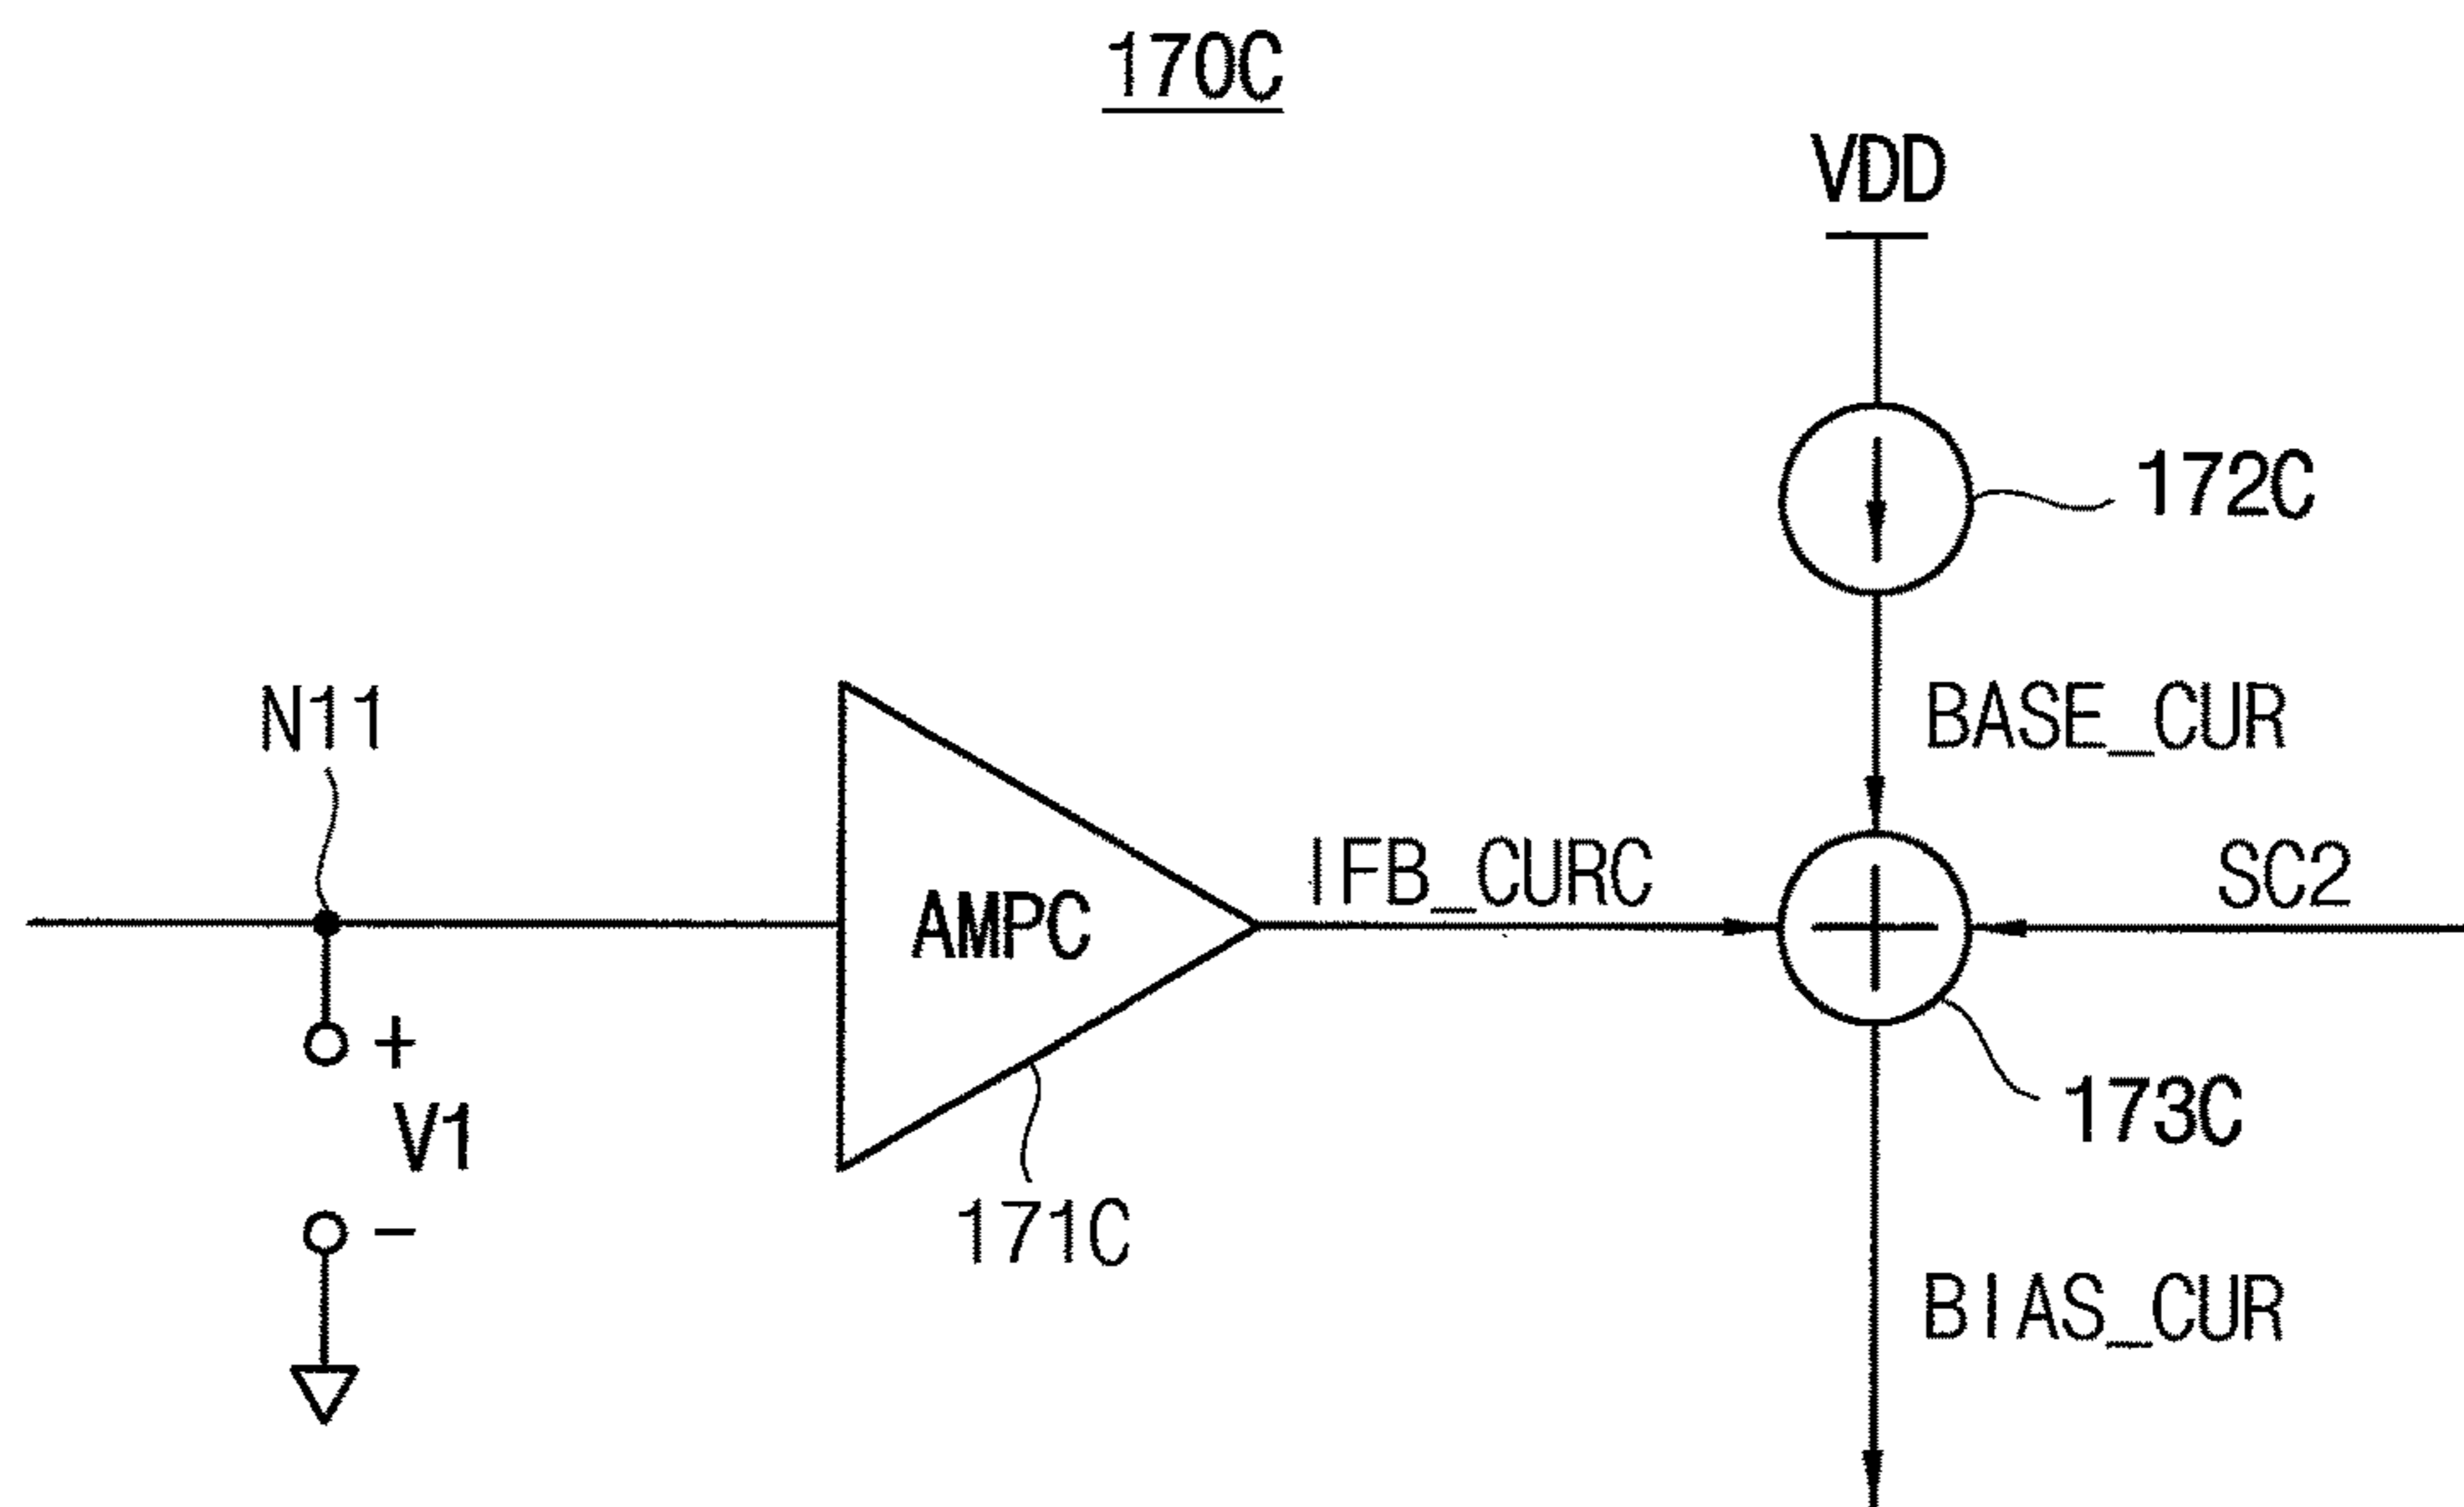 170C
VDD
172C
N11
BASE_CUR
IFB_CURC
SC2
AMPC
+
V1
-
173C
171C
BIAS_CUR